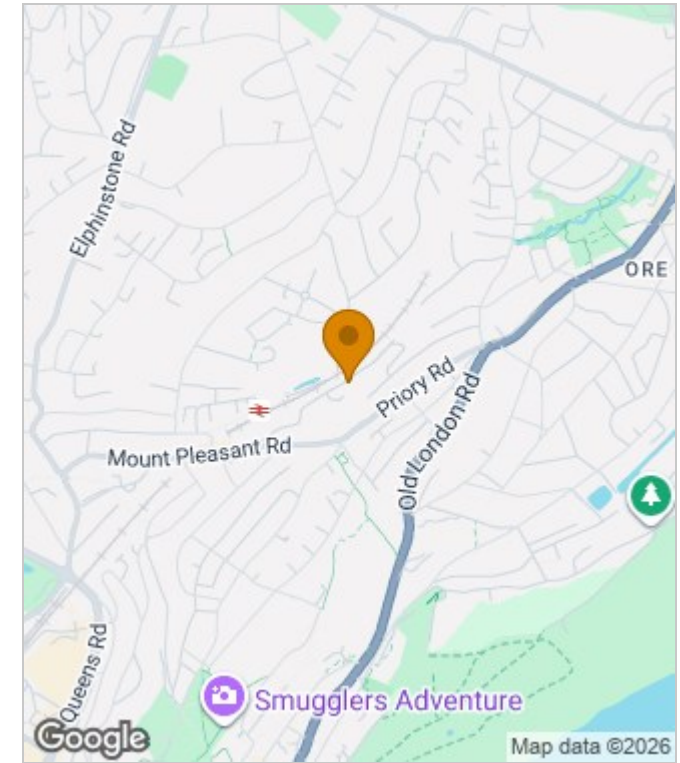 Elphinstone Rd
ORE
Priory Rd
Mount Pleasant Rd
Old London Rd
Queens Rd
Smugglers Adventure
Google
Map data ©2026